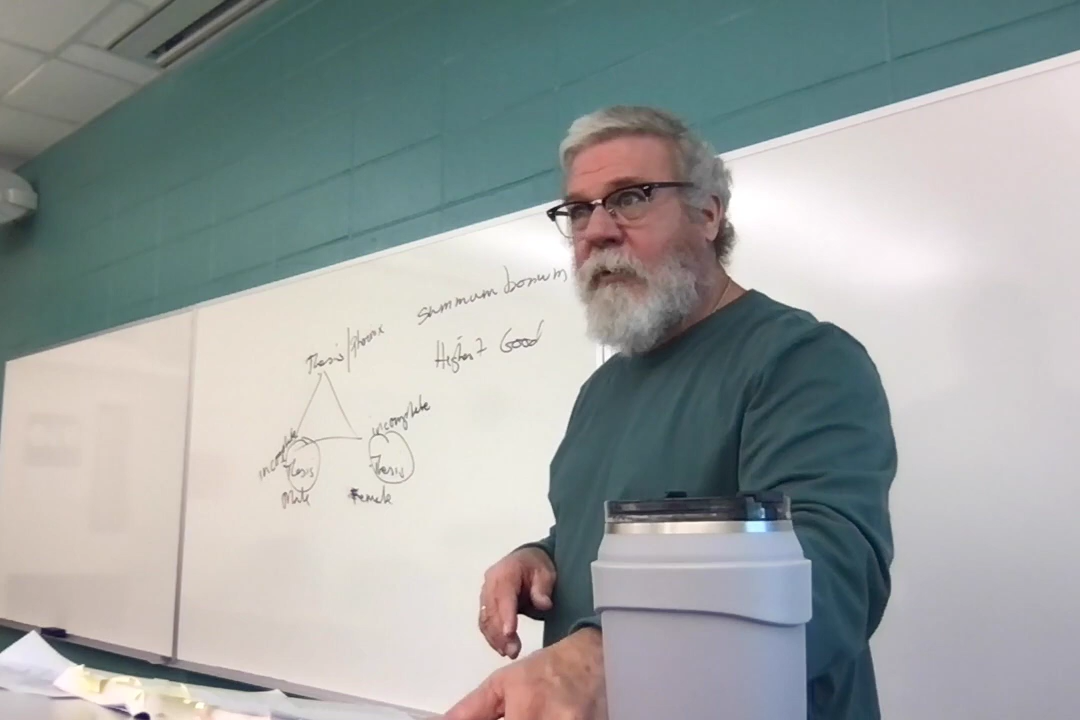 summum bonum
Highest Good
Thesis/phoenix
incomplete
incomplete
Thesis
Thesis
Male
Female